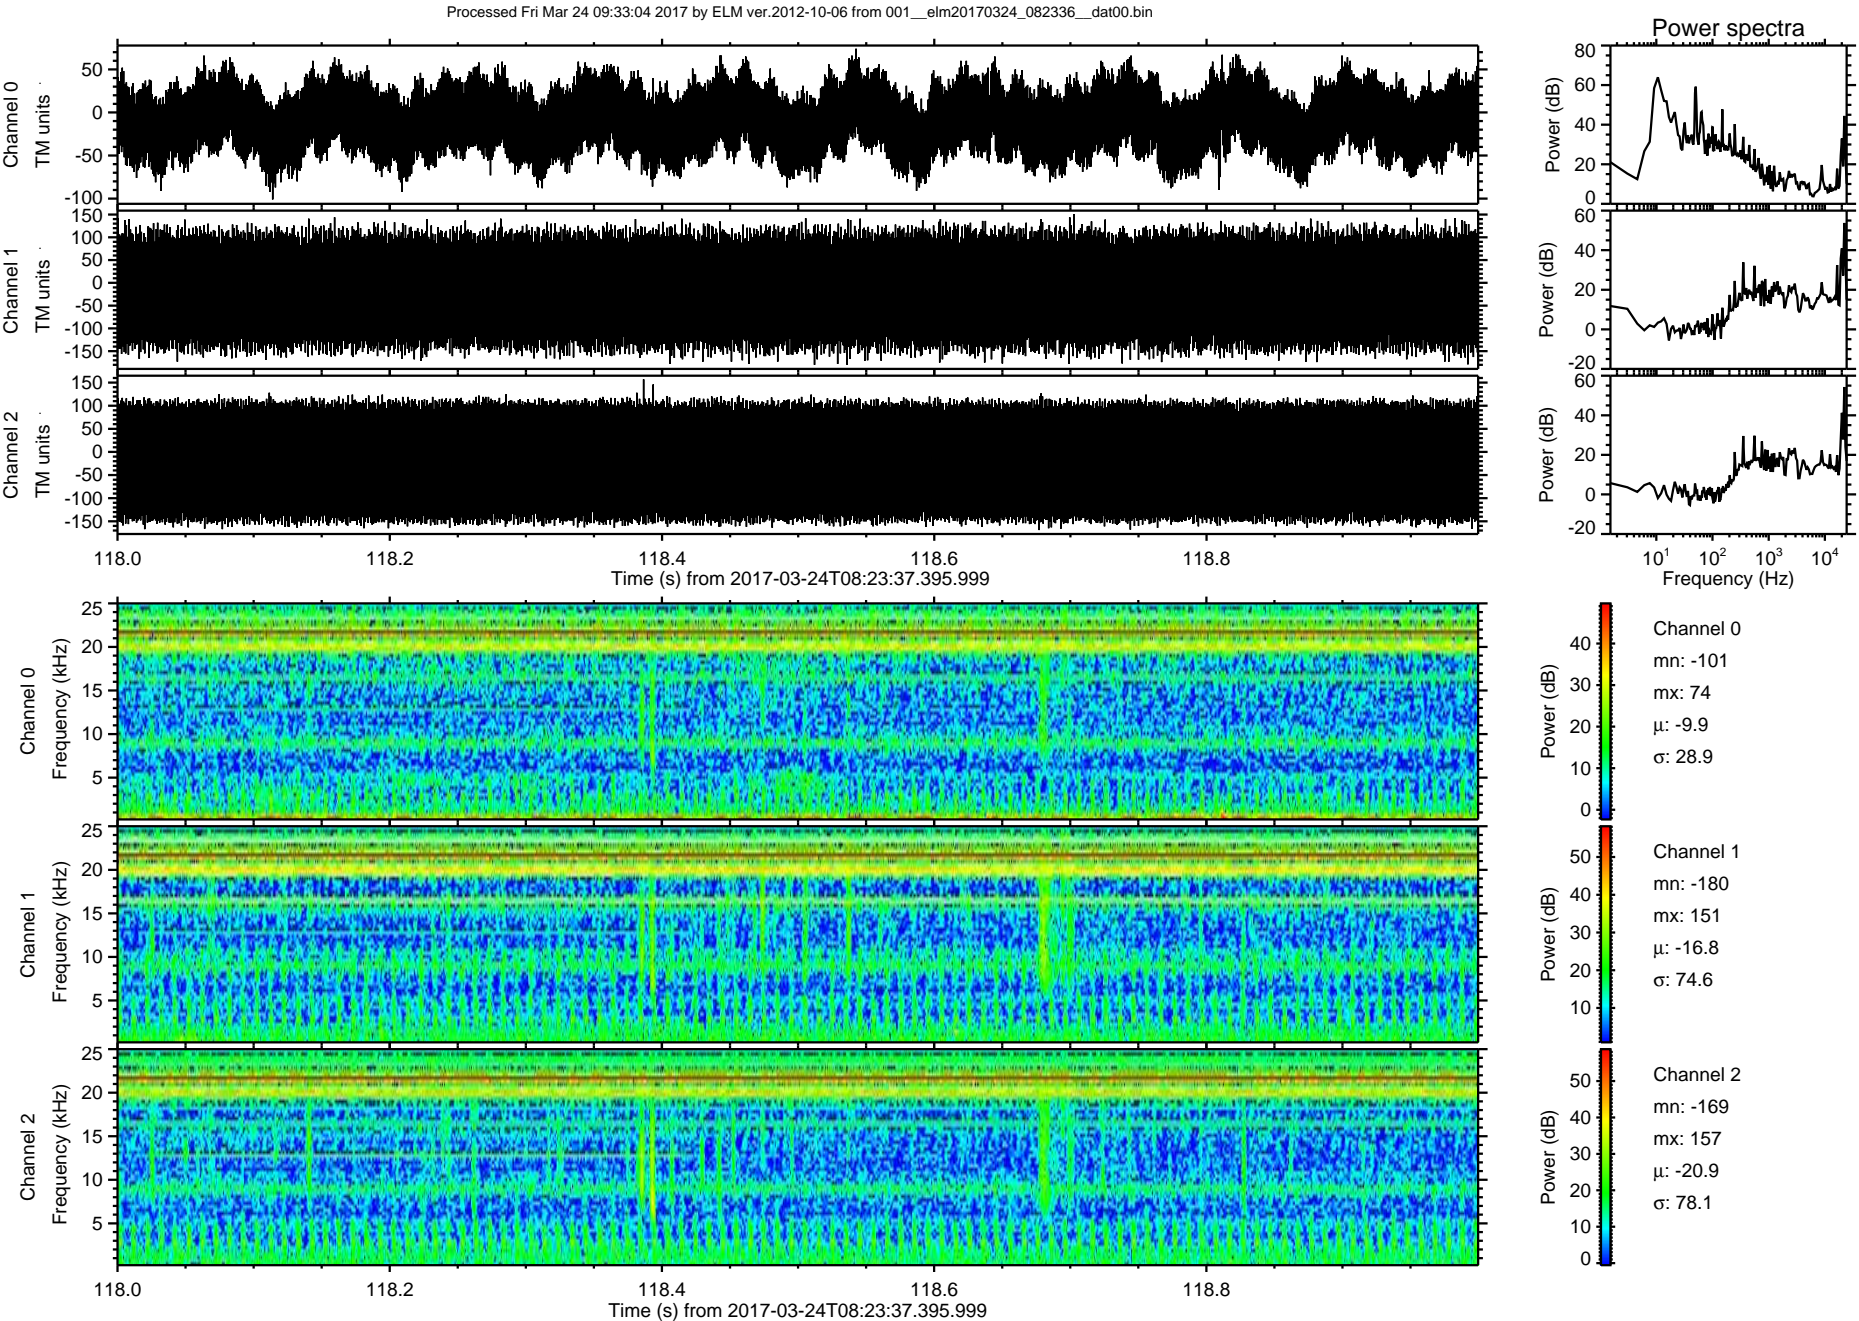 Processed Fri Mar 24 09:33:04 2017 by ELM ver.2012-10-06 from 001__elm20170324_082336__dat00.bin
Power spectra
Channel 0
TM units
50
0
-50
-100
Power (dB)
80
60
40
20
0
Channel 1
TM units
150
100
50
0
-50
-100
-150
Power (dB)
60
40
20
0
-20
Channel 2
TM units
150
100
50
0
-50
-100
-150
Power (dB)
60
40
20
0
-20
118.0 118.2 118.4 118.6 118.8
Time (s) from 2017-03-24T08:23:37.395.999
10¹ 10² 10³ 10⁴
Frequency (Hz)
Channel 0
Frequency (kHz)
25
20
15
10
5
Power (dB)
40
30
20
10
0
Channel 0
mn: -101
mx: 74
μ: -9.9
σ: 28.9
Channel 1
Frequency (kHz)
25
20
15
10
5
Power (dB)
50
40
30
20
10
Channel 1
mn: -180
mx: 151
μ: -16.8
σ: 74.6
Channel 2
Frequency (kHz)
25
20
15
10
5
Power (dB)
50
40
30
20
10
0
Channel 2
mn: -169
mx: 157
μ: -20.9
σ: 78.1
118.0 118.2 118.4 118.6 118.8
Time (s) from 2017-03-24T08:23:37.395.999